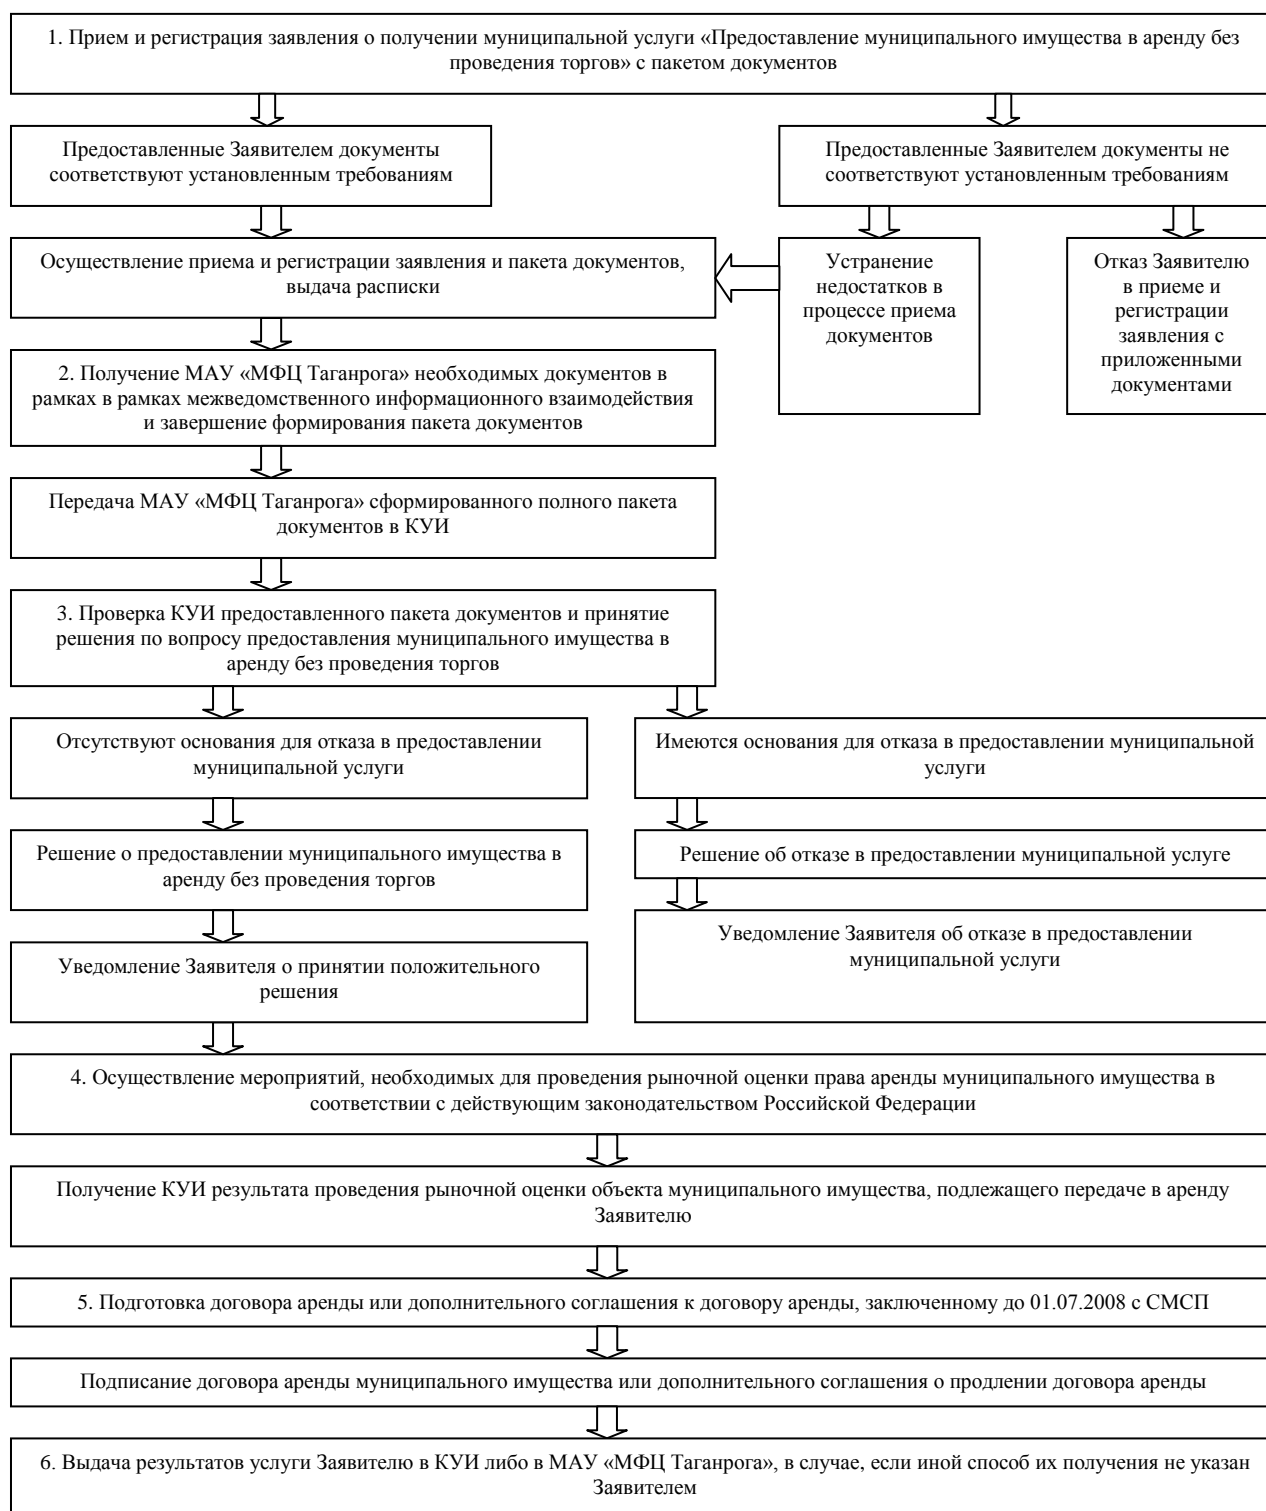 1. Прием и регистрация заявления о получении муниципальной услуги «Предоставление муниципального имущества в аренду без
проведения торгов» с пакетом документов
Предоставленные Заявителем документы
соответствуют установленным требованиям
Предоставленные Заявителем документы не
соответствуют установленным требованиям
Осуществление приема и регистрации заявления и пакета документов,
выдача расписки
Устранение
недостатков в
процессе приема
документов
Отказ Заявителю
в приеме и
регистрации
заявления с
приложенными
документами
2. Получение МАУ «МФЦ Таганрога» необходимых документов в
рамках в рамках межведомственного информационного взаимодействия
и завершение формирования пакета документов
Передача МАУ «МФЦ Таганрога» сформированного полного пакета
документов в КУИ
3. Проверка КУИ предоставленного пакета документов и принятие
решения по вопросу предоставления муниципального имущества в
аренду без проведения торгов
Отсутствуют основания для отказа в предоставлении
муниципальной услуги
Имеются основания для отказа в предоставлении муниципальной
услуги
Решение о предоставлении муниципального имущества в
аренду без проведения торгов
Решение об отказе в предоставлении муниципальной услуге
Уведомление Заявителя о принятии положительного
решения
Уведомление Заявителя об отказе в предоставлении
муниципальной услуги
4. Осуществление мероприятий, необходимых для проведения рыночной оценки права аренды муниципального имущества в
соответствии с действующим законодательством Российской Федерации
Получение КУИ результата проведения рыночной оценки объекта муниципального имущества, подлежащего передаче в аренду
Заявителю
5. Подготовка договора аренды или дополнительного соглашения к договору аренды, заключенному до 01.07.2008 с СМСП
Подписание договора аренды муниципального имущества или дополнительного соглашения о продлении договора аренды
6. Выдача результатов услуги Заявителю в КУИ либо в МАУ «МФЦ Таганрога», в случае, если иной способ их получения не указан
Заявителем